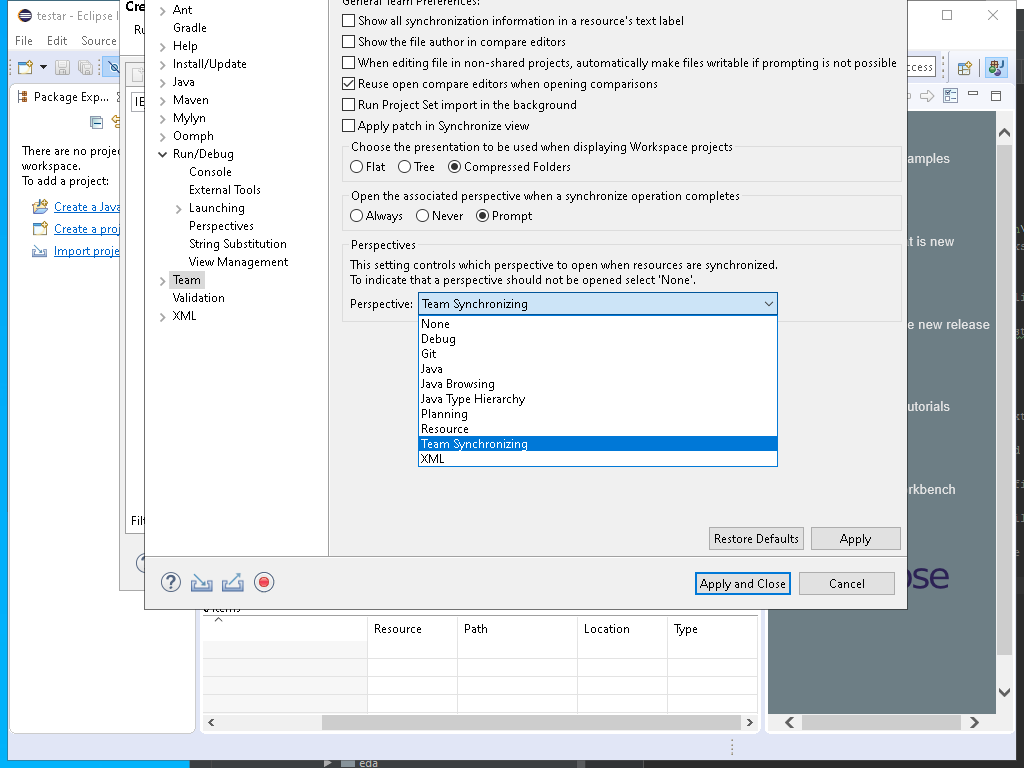 testar - Eclipse I
File
Edit
Source
Package Exp...
There are no proje
workspace.
To add a project:
Create a Java
Create a proj
Import proje
Cre
Ru
Filt
Ant
Gradle
Help
Install/Update
Java
Maven
Mylyn
Oomph
Run/Debug
Console
External Tools
Launching
Perspectives
String Substitution
View Management
Team
Validation
XML
General Team Preferences:
Show all synchronization information in a resource's text label
Show the file author in compare editors
When editing file in non-shared projects, automatically make files writable if prompting is not possible
Reuse open compare editors when opening comparisons
Run Project Set import in the background
Apply patch in Synchronize view
Choose the presentation to be used when displaying Workspace projects
Flat
Tree
Compressed Folders
Open the associated perspective when a synchronize operation completes
Always
Never
Prompt
Perspectives
This setting controls which perspective to open when resources are synchronized.
To indicate that a perspective should not be opened select 'None'.
Perspective:
Team Synchronizing
None
Debug
Git
Java
Java Browsing
Java Type Hierarchy
Planning
Resource
Team Synchronizing
XML
Restore Defaults
Apply
Apply and Close
Cancel
ccess
amples
t is new
e new release
utorials
rkbench
ose
Resource
Path
Location
Type
eda